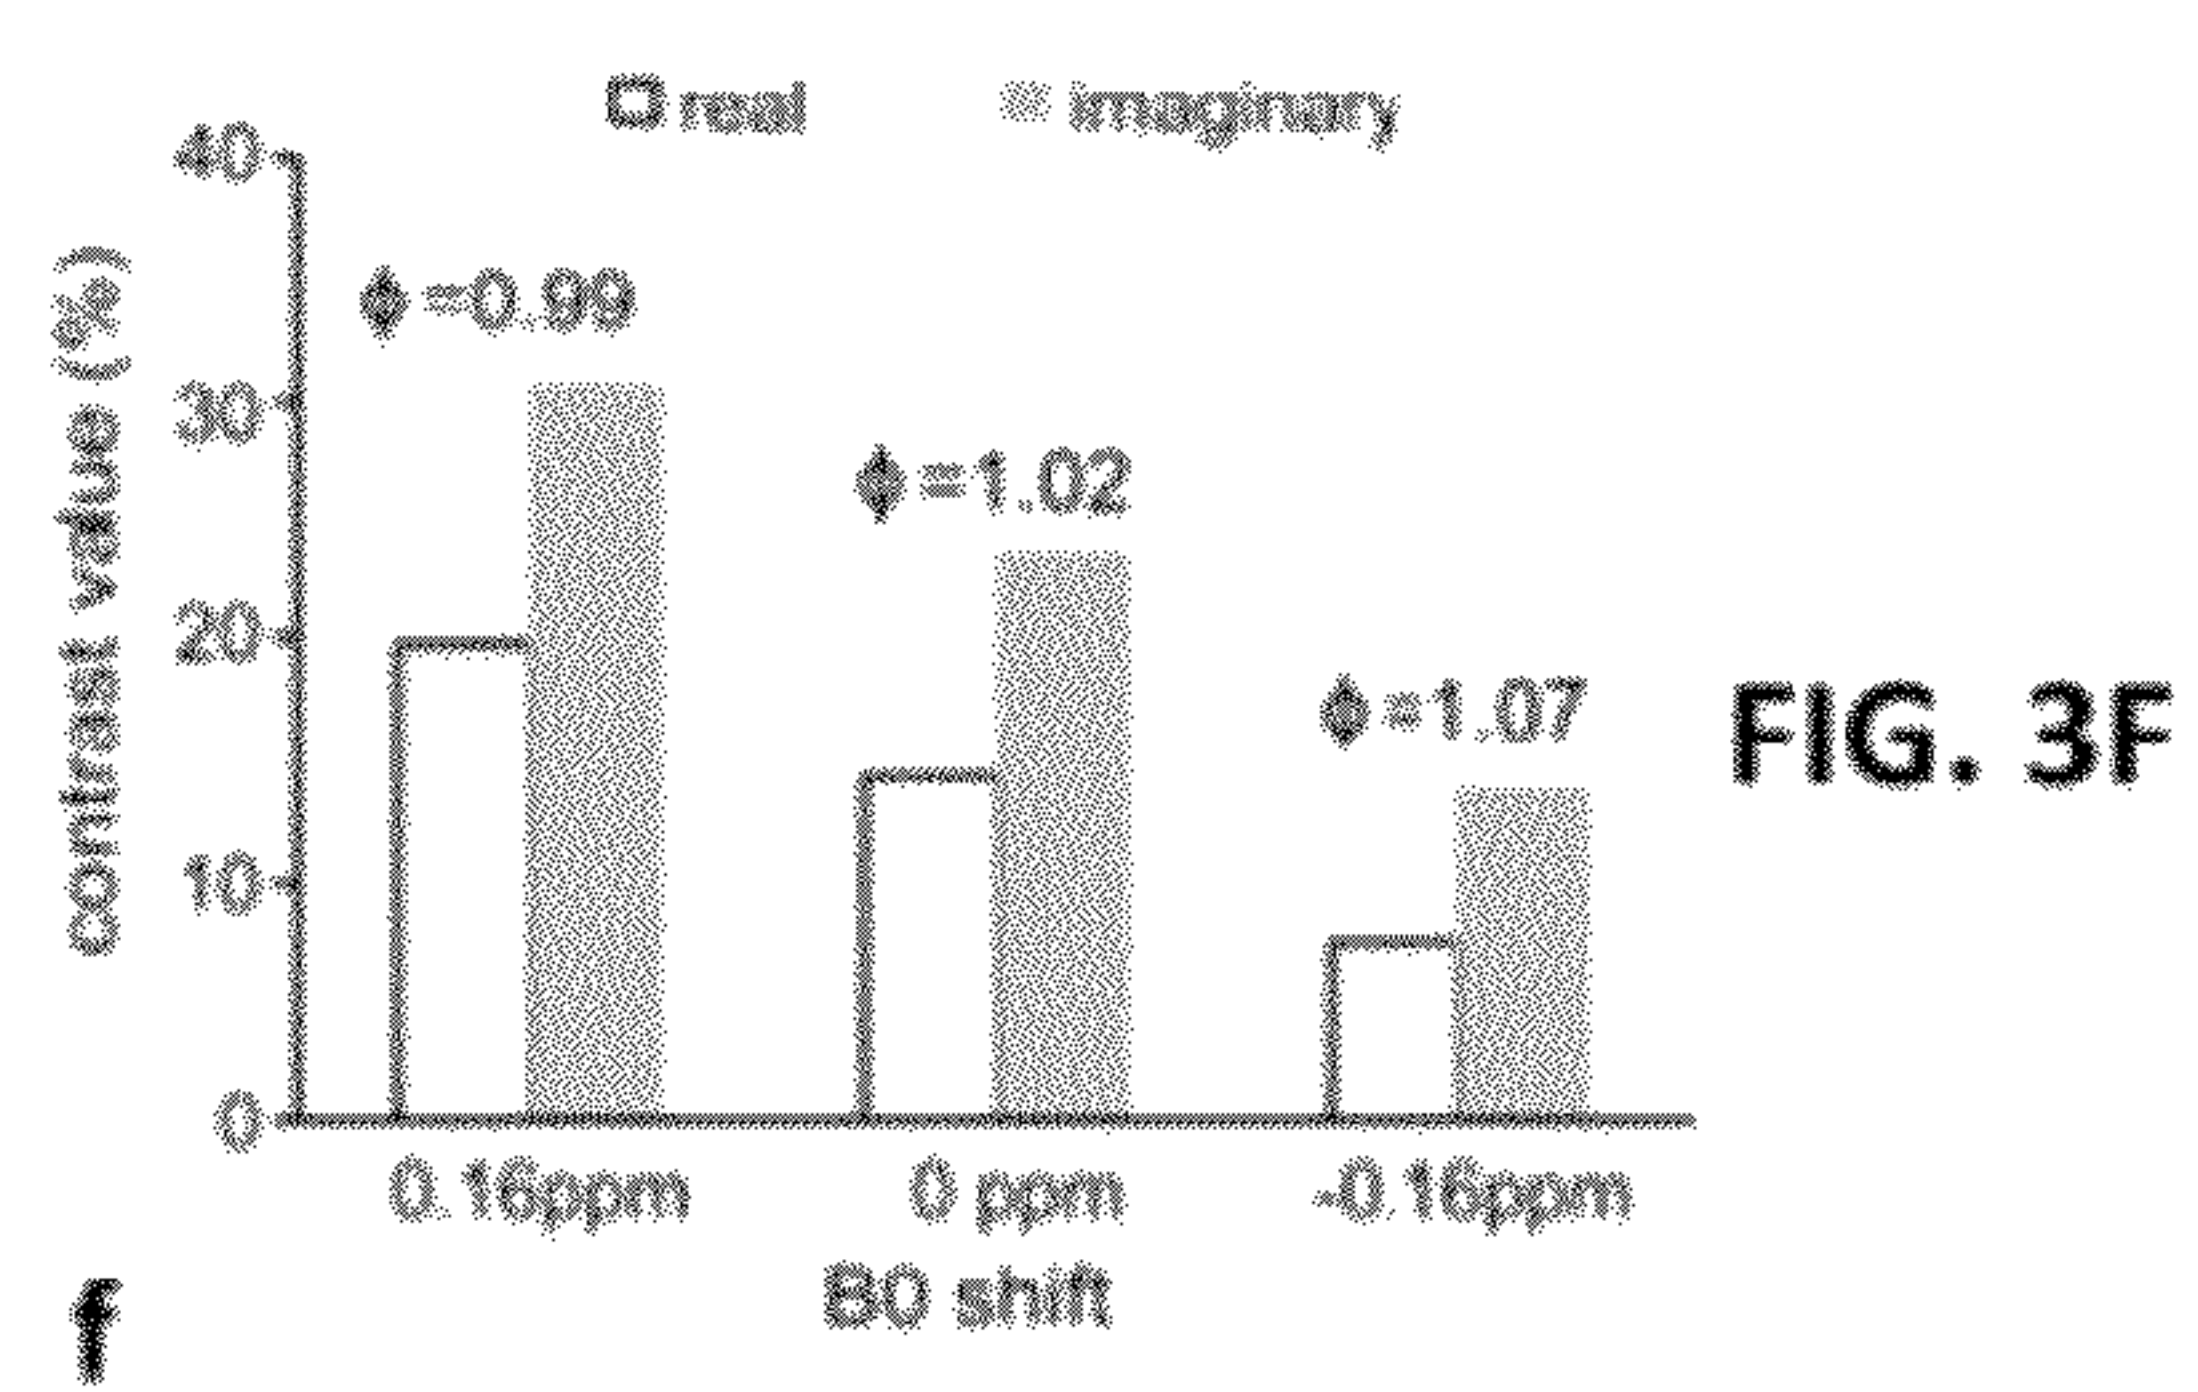 real imaginary
40
contrast value (%)
ϕ=0.99
30
ϕ=1.02
20
ϕ=1.07
FIG. 3F
10
0
0.16ppm 0 ppm -0.16ppm
B0 shift
f